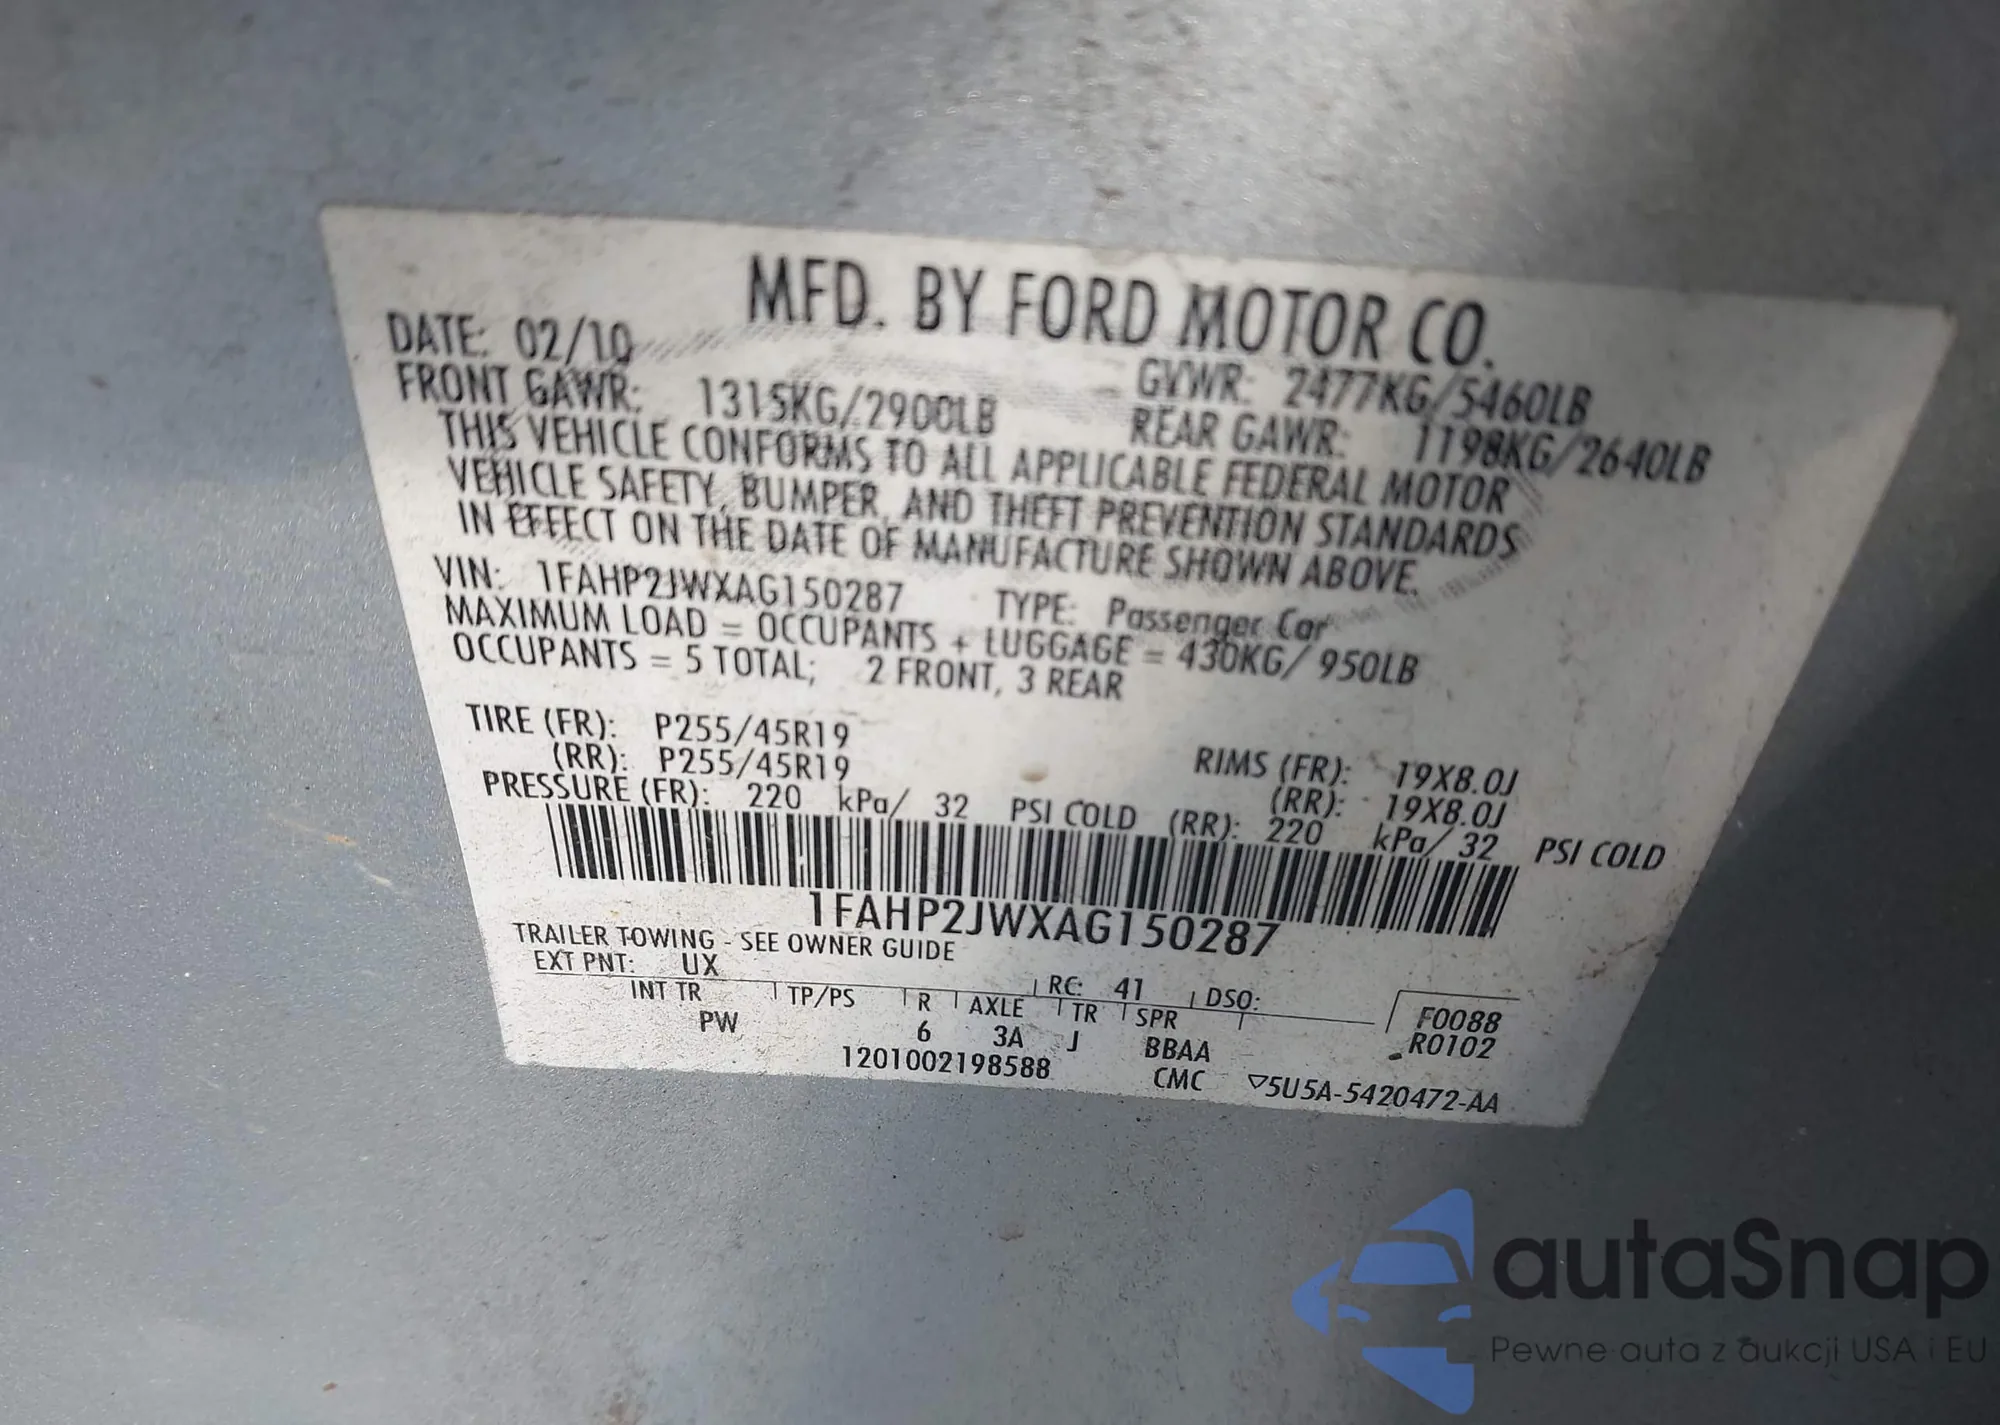 MFD. BY FORD MOTOR CO.
DATE: 02/10 GVWR: 2477KG/5460LB
FRONT GAWR: 1315KG/2900LB REAR GAWR: 1198KG/2640LB
THIS VEHICLE CONFORMS TO ALL APPLICABLE FEDERAL MOTOR
VEHICLE SAFETY, BUMPER, AND THEFT PREVENTION STANDARDS
IN EFFECT ON THE DATE OF MANUFACTURE SHOWN ABOVE.
VIN: 1FAHP2JWXAG150287 TYPE: Passenger Car
MAXIMUM LOAD = OCCUPANTS + LUGGAGE = 430KG/ 950LB
OCCUPANTS = 5 TOTAL; 2 FRONT, 3 REAR
TIRE (FR): P255/45R19 RIMS (FR): 19X8.0J
(RR): P255/45R19 (RR): 19X8.0J
PRESSURE (FR): 220 kPa/ 32 PSI COLD (RR): 220 kPa/ 32 PSI COLD
1FAHP2JWXAG150287
TRAILER TOWING - SEE OWNER GUIDE
EXT PNT: UX RC: 41 DSO:
INT TR TP/PS R AXLE TR SPR F0088
PW 6 3A J BBAA R0102
1201002198588 CMC ▽5U5A-5420472-AA
autaSnap
Pewne auta z aukcji USA i EU